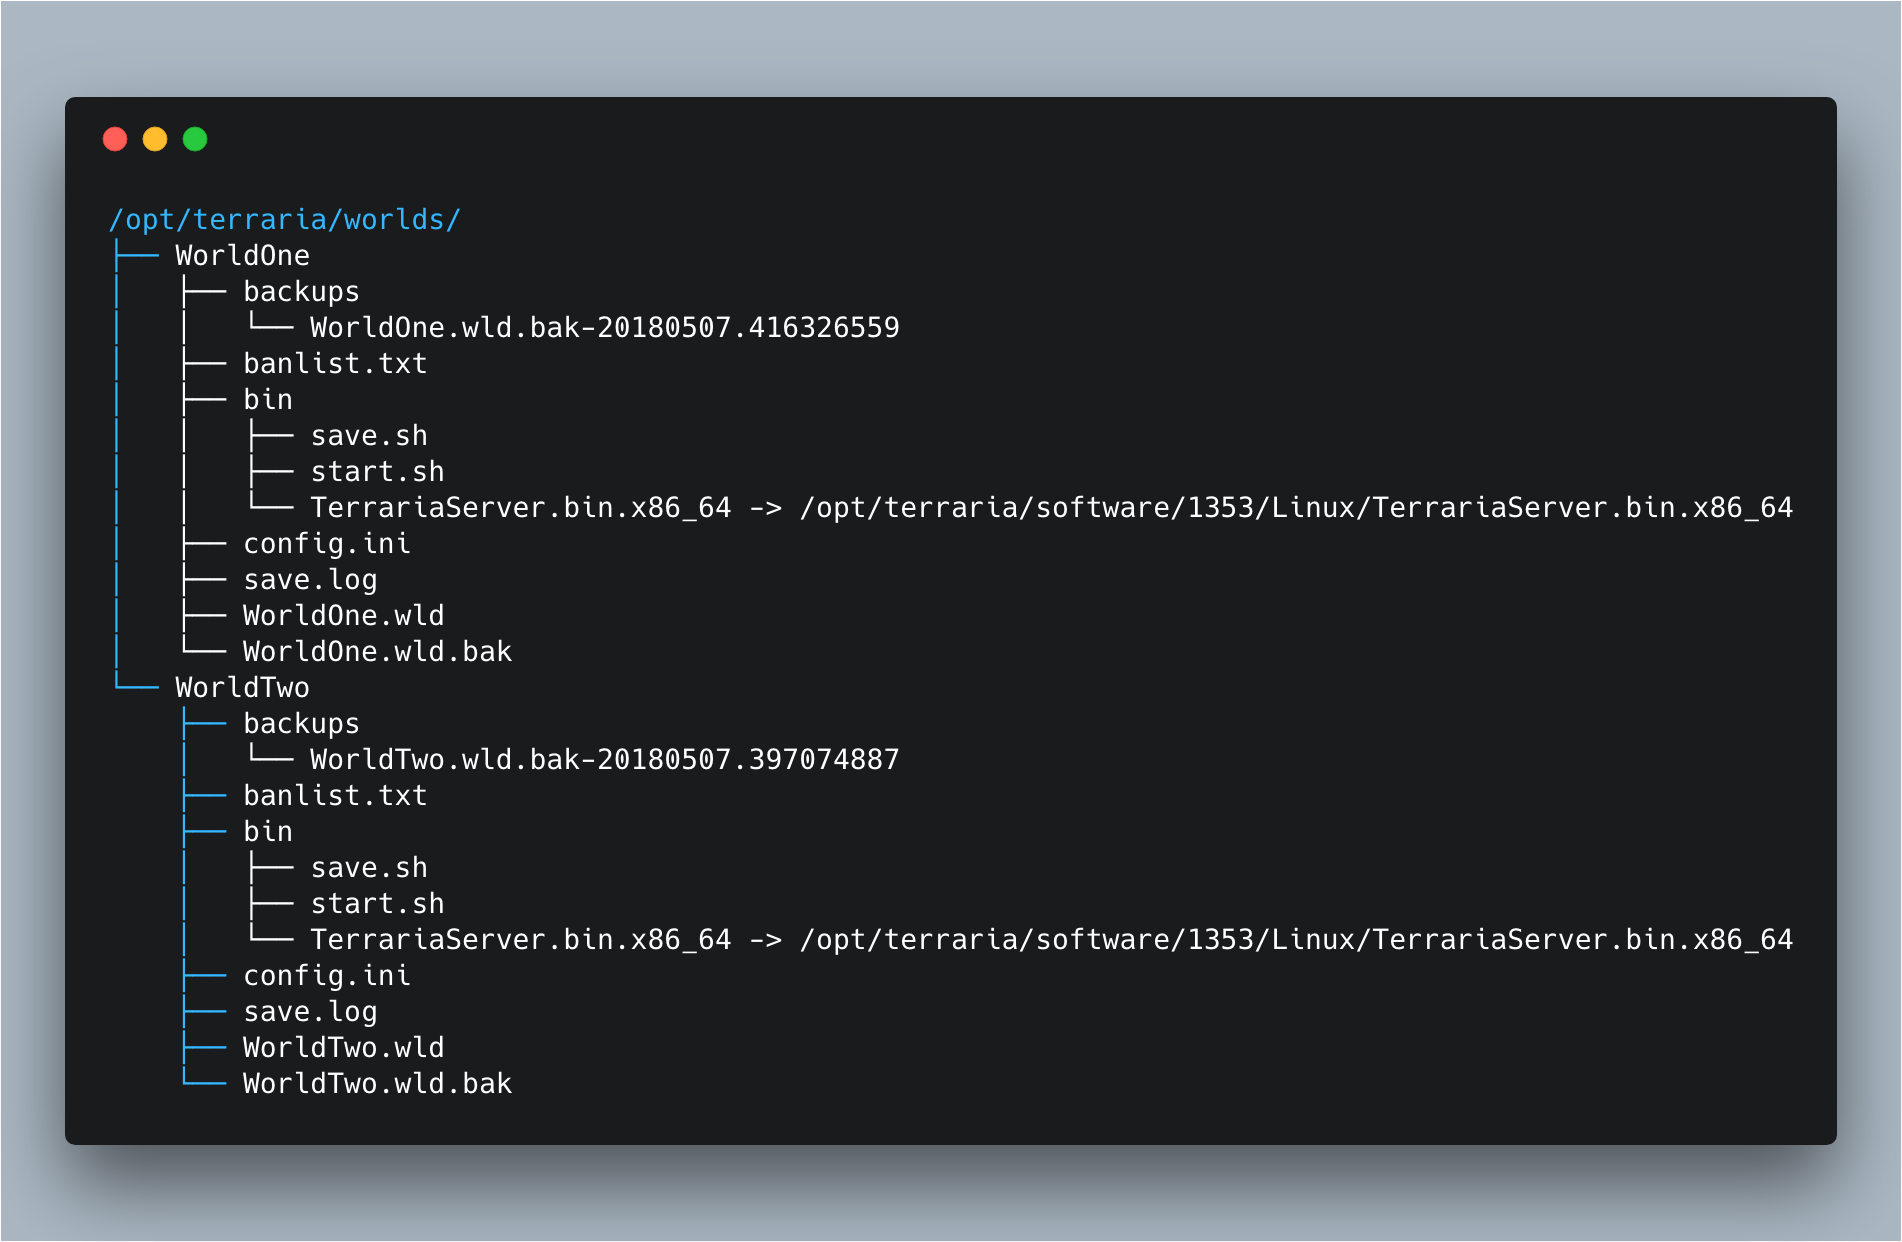 /opt/terraria/worlds/
├── WorldOne
│   ├── backups
│   │   └── WorldOne.wld.bak-20180507.416326559
│   ├── banlist.txt
│   ├── bin
│   │   ├── save.sh
│   │   ├── start.sh
│   │   └── TerrariaServer.bin.x86_64 -> /opt/terraria/software/1353/Linux/TerrariaServer.bin.x86_64
│   ├── config.ini
│   ├── save.log
│   ├── WorldOne.wld
│   └── WorldOne.wld.bak
└── WorldTwo
    ├── backups
    │   └── WorldTwo.wld.bak-20180507.397074887
    ├── banlist.txt
    ├── bin
    │   ├── save.sh
    │   ├── start.sh
    │   └── TerrariaServer.bin.x86_64 -> /opt/terraria/software/1353/Linux/TerrariaServer.bin.x86_64
    ├── config.ini
    ├── save.log
    ├── WorldTwo.wld
    └── WorldTwo.wld.bak